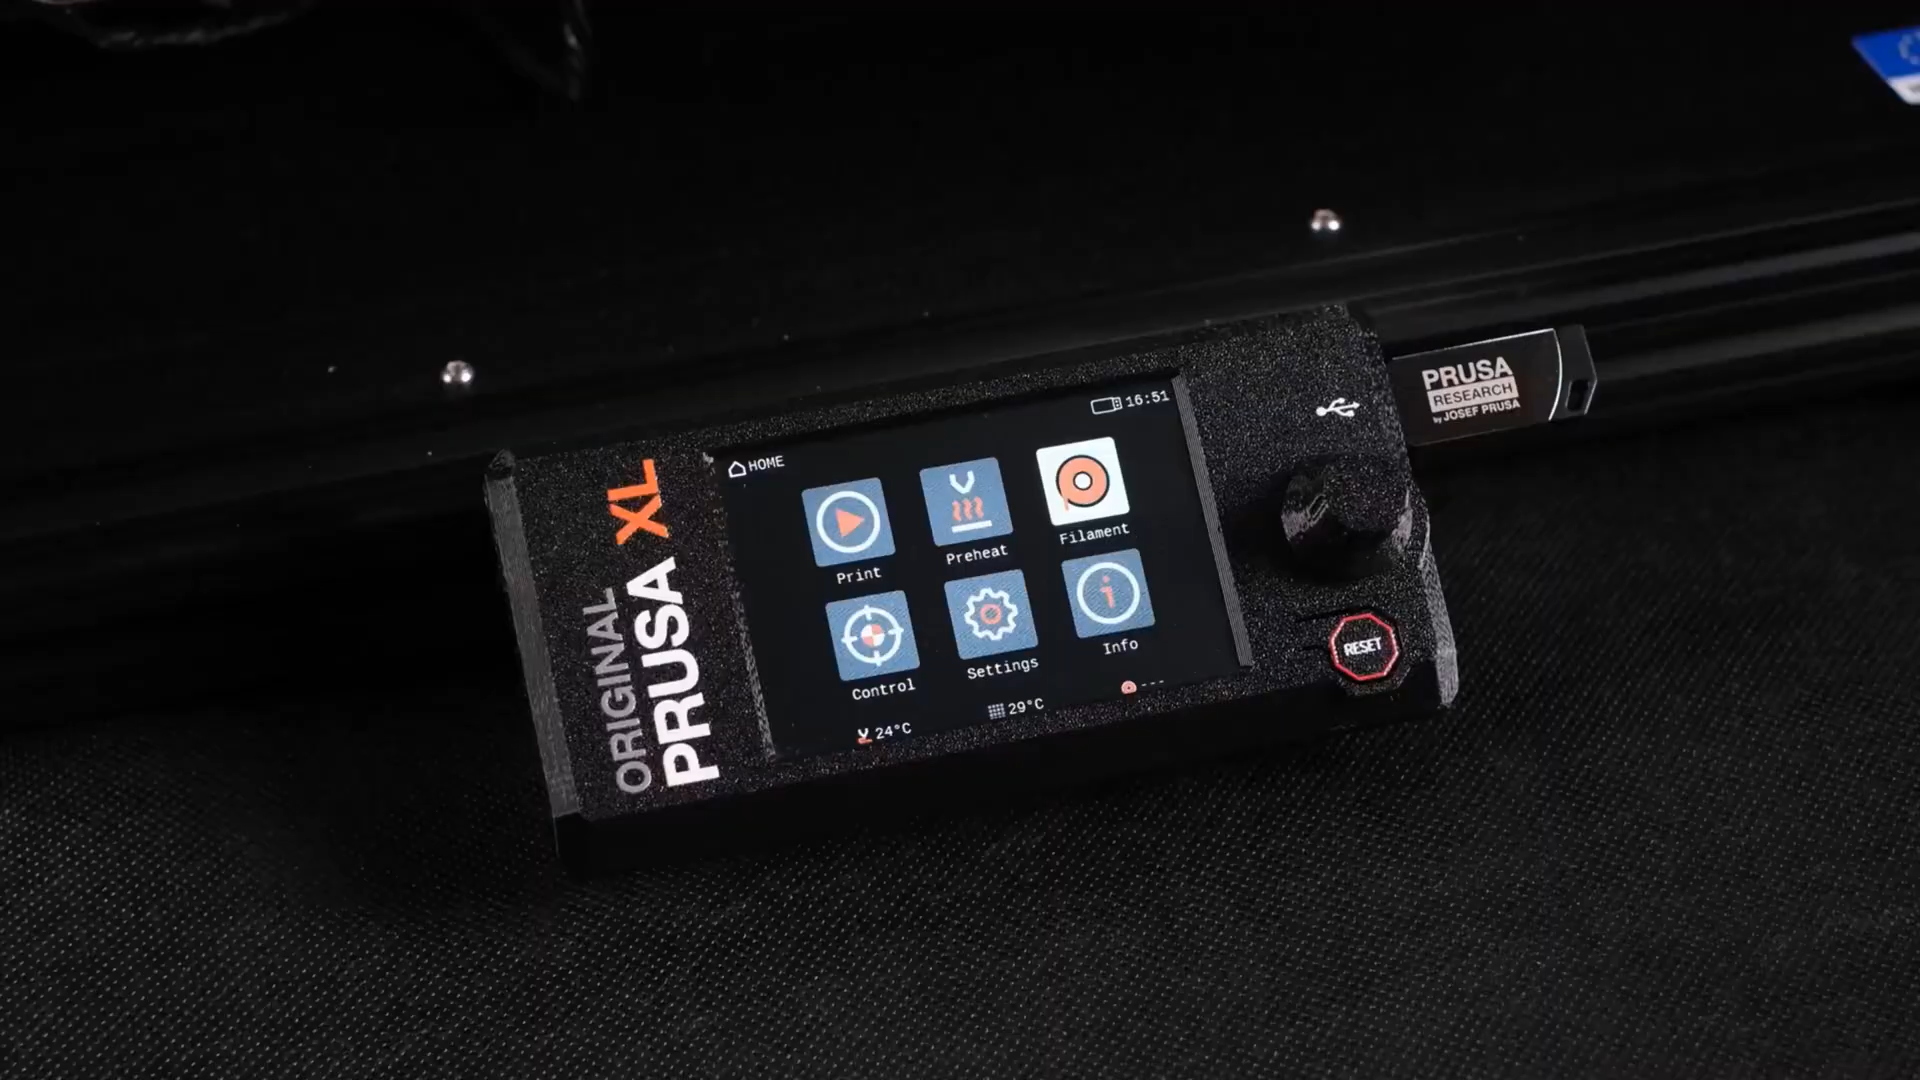 ORIGINAL
PRUSA XL
HOME
16:51
Print
Preheat
Filament
Control
Settings
Info
24°C
29°C
---
PRUSA
RESEARCH
by JOSEF PRUSA
RESET